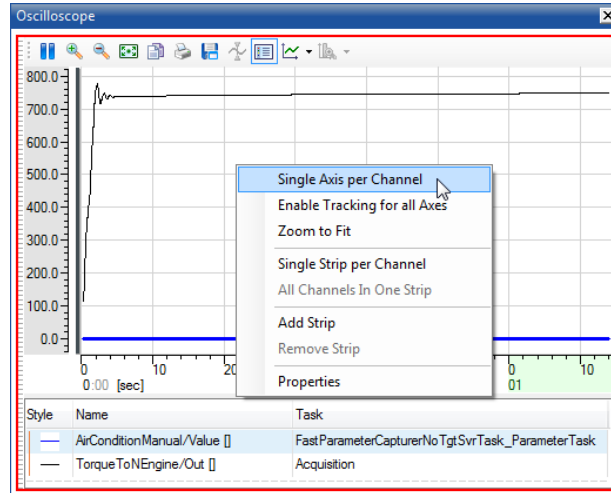 Oscilloscope
800.0
700.0
600.0
500.0
400.0
300.0
200.0
100.0
0.0
Single Axis per Channel
Enable Tracking for all Axes
Zoom to Fit
Single Strip per Channel
All Channels In One Strip
Add Strip
Remove Strip
Properties
0 10 20 0 10
0:00 [sec] 01
Style Name Task
AirConditionManual/Value [] FastParameterCapturerNoTgtSvrTask_ParameterTask
TorqueToNEngine/Out [] Acquisition